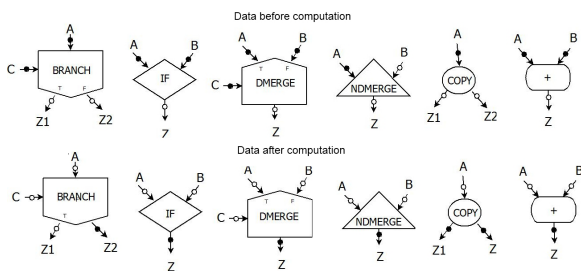 Data before computation
A A B A B A B A A B
C BRANCH IF C DMERGE NDMERGE COPY +
T F T F
Z1 Z2 7 Z Z Z1 Z2 Z
Data after computation
A A B A B A B A A B
C BRANCH IF C DMERGE NDMERGE COPY +
T T F
Z1 Z2 Z Z Z Z1 Z Z